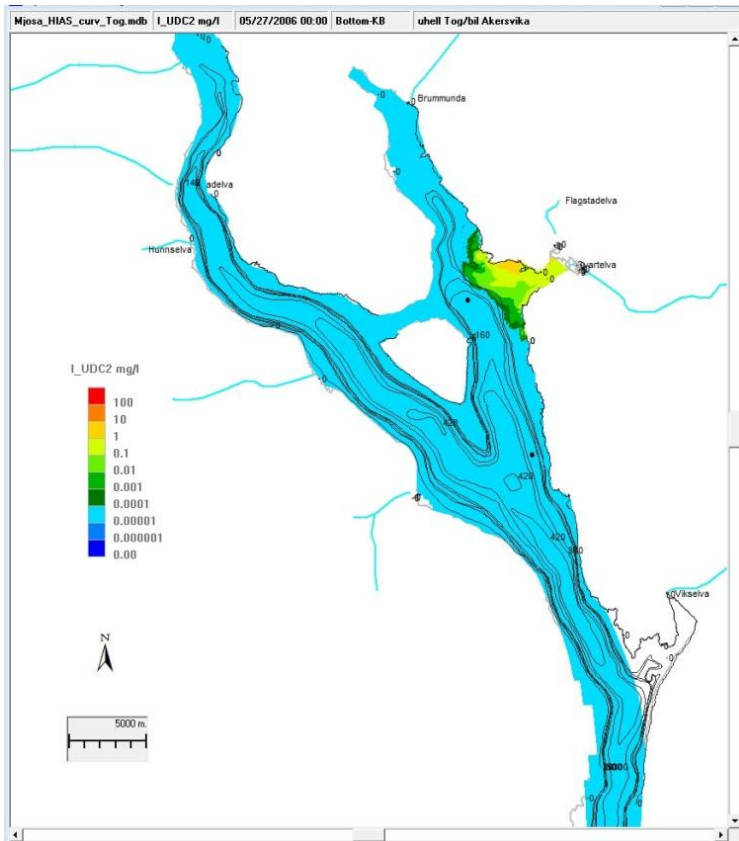 Mjosa_HIAS_curv_Tog.mdb I_UDC2 mg/l 05/27/2006 00:00 Bottom-KB uhell Tog/bil Akersvika
Brummunda
adelva
Flagstadelva
Hunnselva
vartelva
160
I_UDC2 mg/l
100
10
1
0.1
0.01
0.001
0.0001
0.00001
0.000001
0.00
420
420
420
Vikselva
N
5000 m.